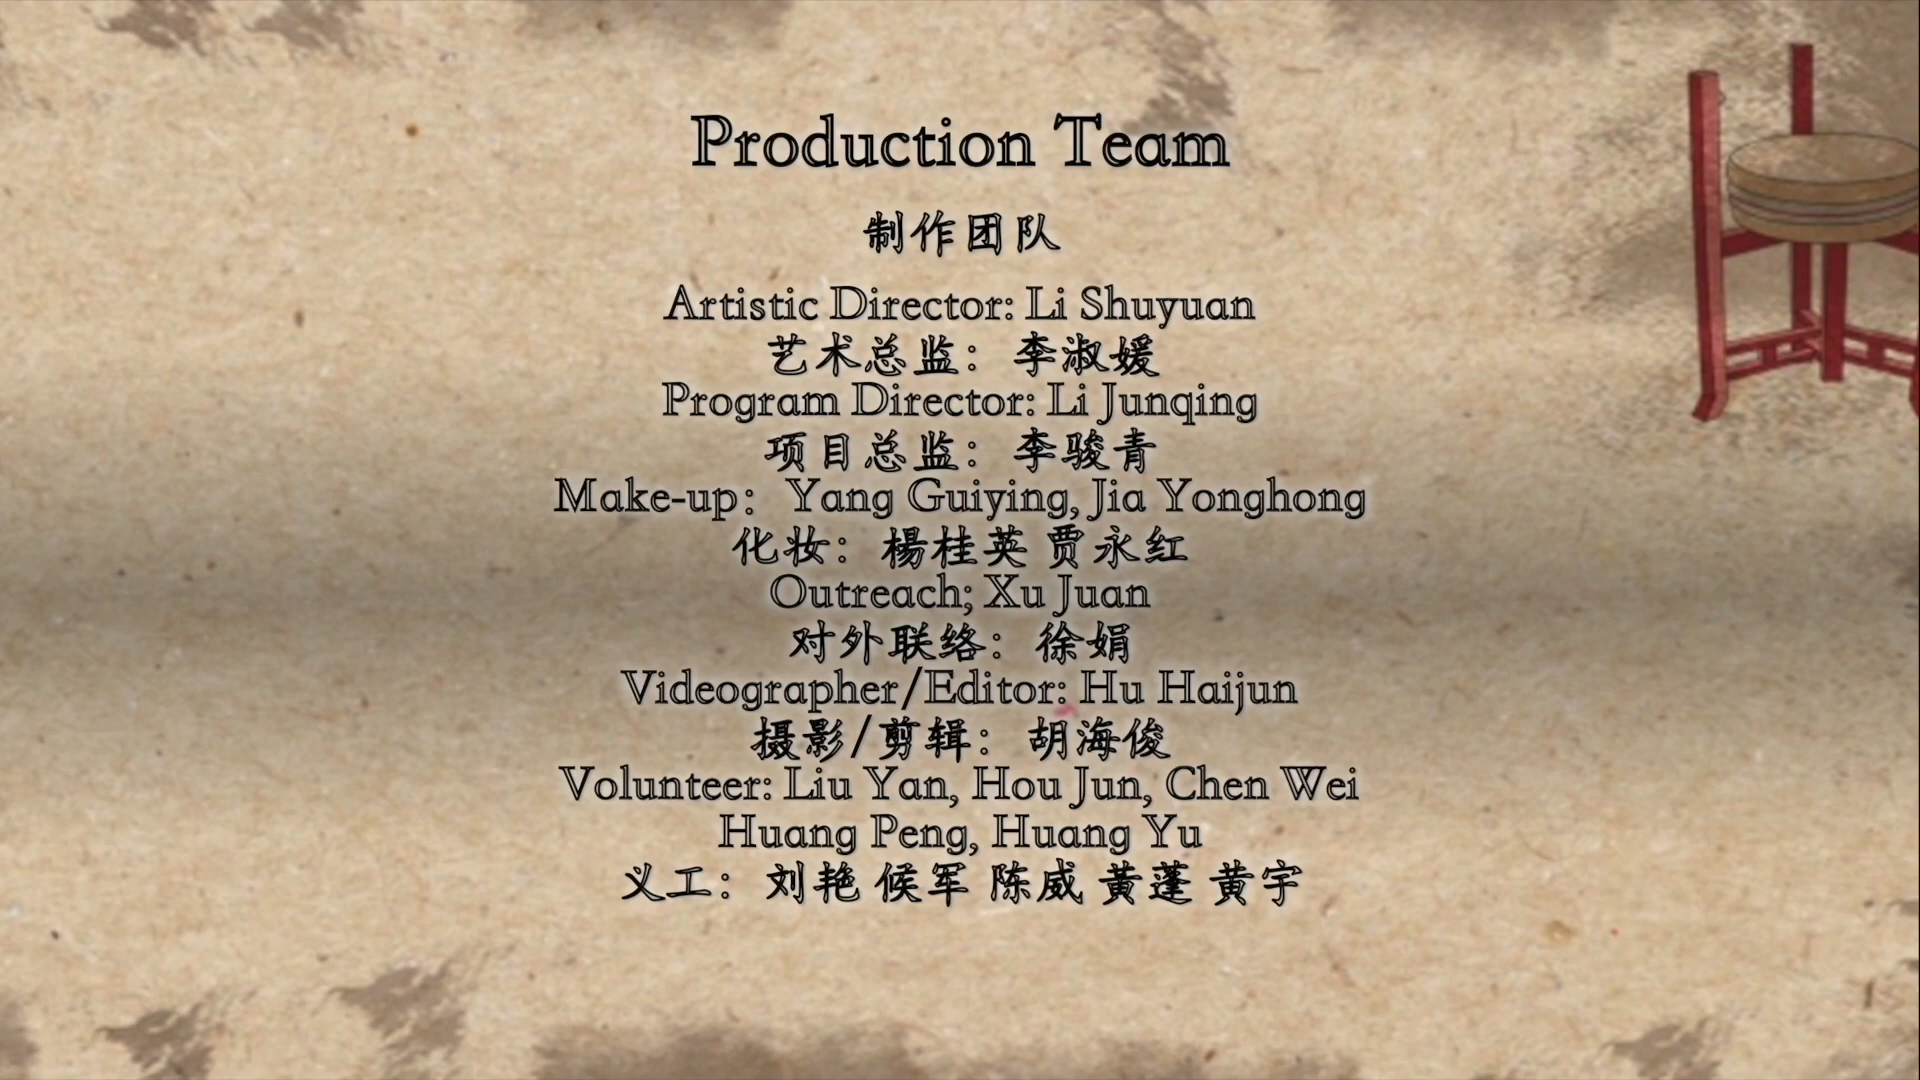 Production Team
制作团队
Artistic Director: Li Shuyuan
艺术总监：李淑媛
Program Director: Li Junqing
项目总监：李骏青
Make-up：Yang Guiying, Jia Yonghong
化妆：楊桂英 贾永红
Outreach; Xu Juan
对外联络：徐娟
Videographer/Editor: Hu Haijun
摄影/剪辑：胡海俊
Volunteer: Liu Yan, Hou Jun, Chen Wei
Huang Peng, Huang Yu
义工：刘艳 候军 陈威 黄蓬 黄宇